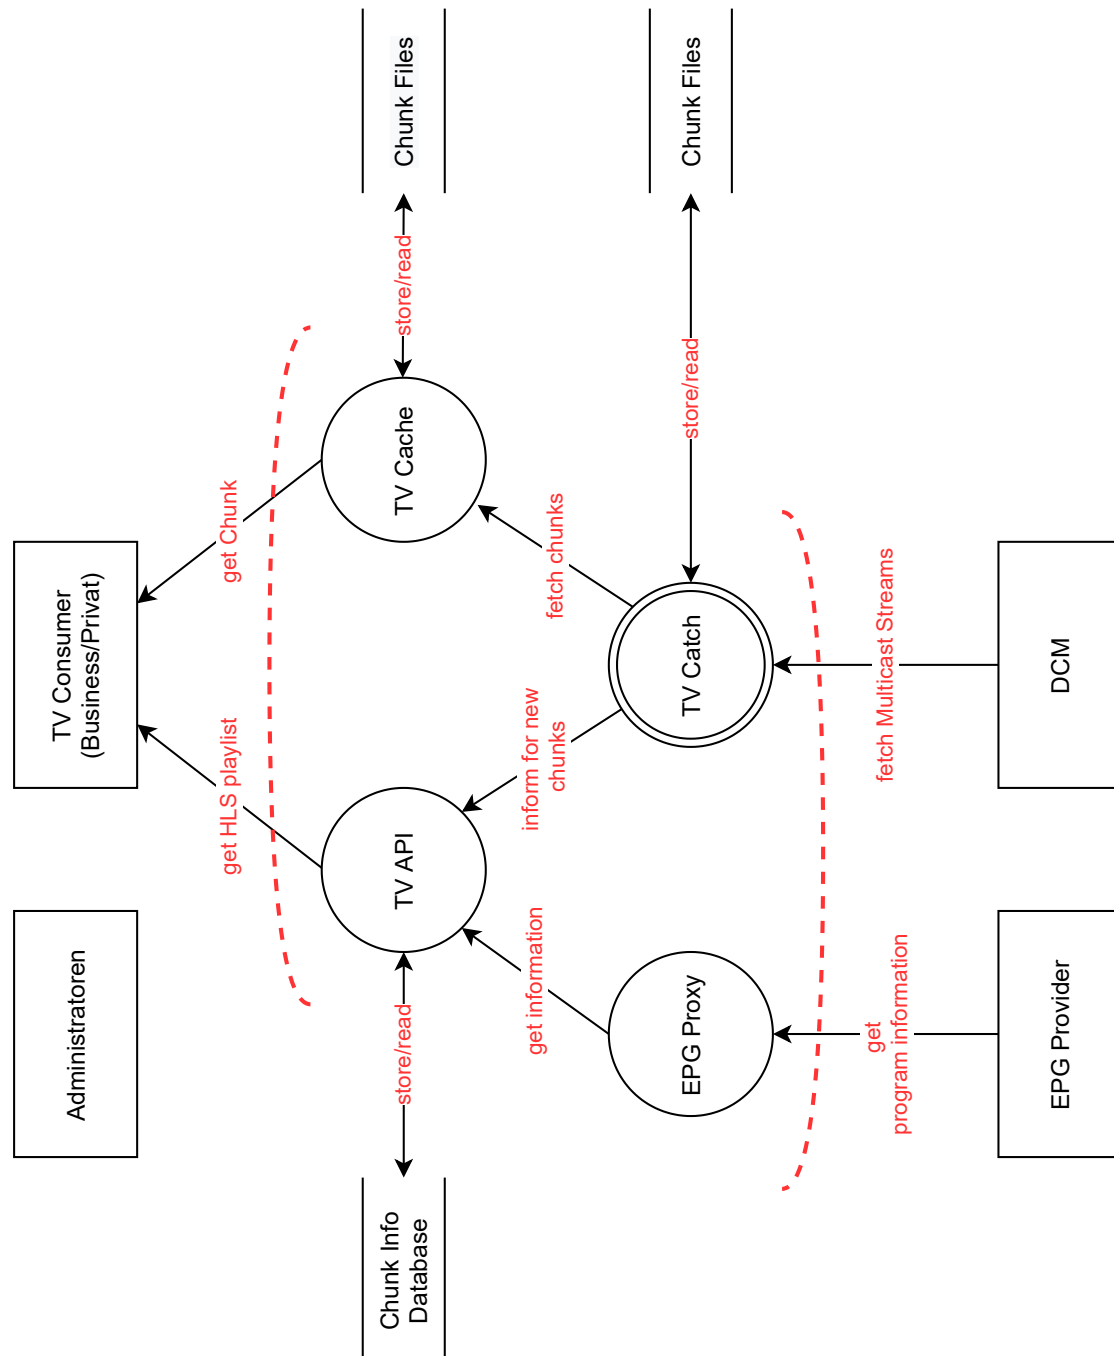 Administratoren
TV Consumer
(Business/Privat)
get HLS playlist
get Chunk
Chunk Info
Database
store/read
TV API
TV Cache
store/read
Chunk Files
get information
inform for new
chunks
fetch chunks
EPG Proxy
TV Catch
store/read
Chunk Files
get
program information
fetch Multicast Streams
EPG Provider
DCM